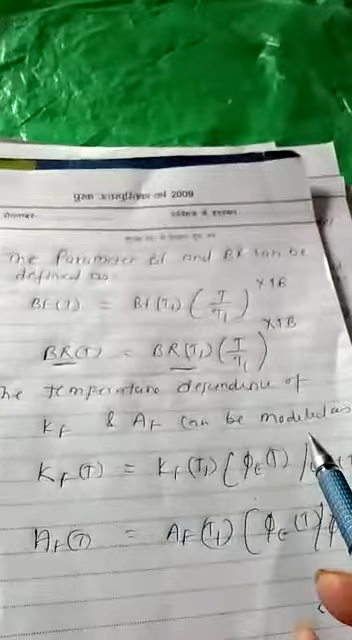 पूरक उत्तरपुस्तिका वर्ष 2009
The Parameter BF and BR can be
defined as-
BF(T) = BF(T₁) (T/T₁)^XTB
BR(T) = BR(T₁) (T/T₁)^XTB
The temperature dependence of
KF & AF can be modeled as
KF(T) = KF(T₁) [ΦE(T) /
AF(T) = AF(T₁) [ΦE(T) /